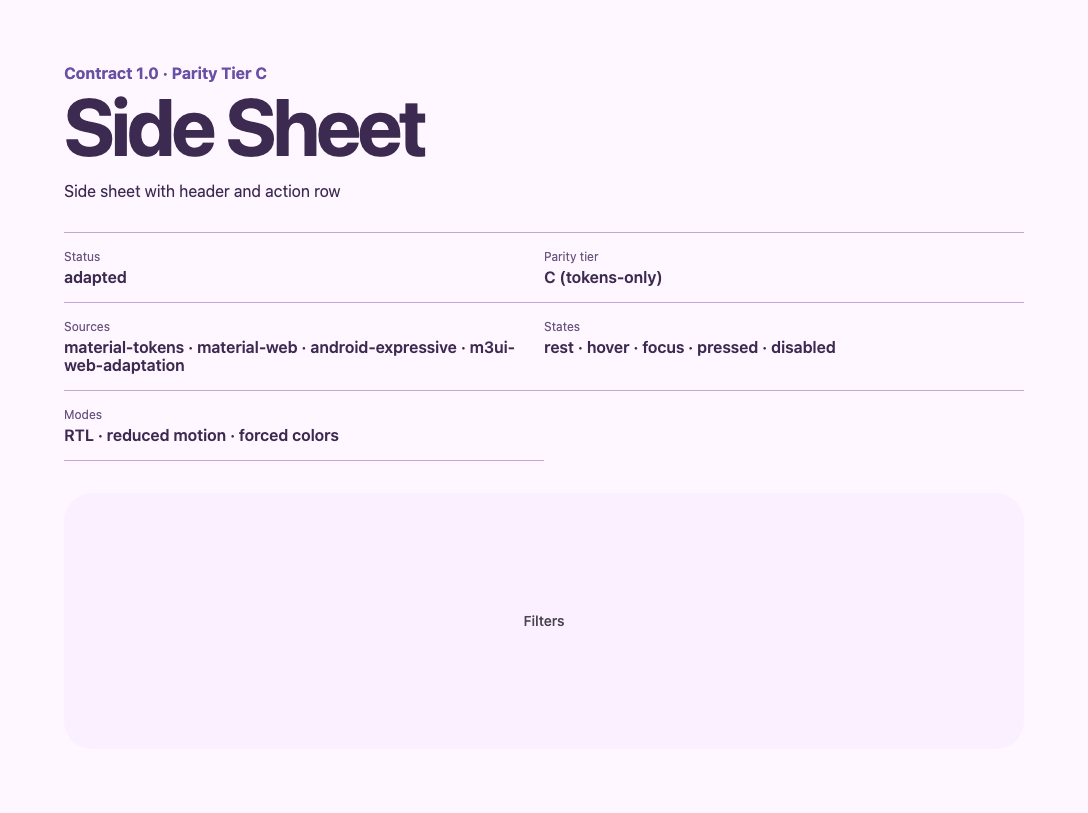 Contract 1.0 · Parity Tier C
Side Sheet
Side sheet with header and action row
Status
adapted
Parity tier
C (tokens-only)
Sources
material-tokens · material-web · android-expressive · m3ui-
web-adaptation
States
rest · hover · focus · pressed · disabled
Modes
RTL · reduced motion · forced colors
Filters